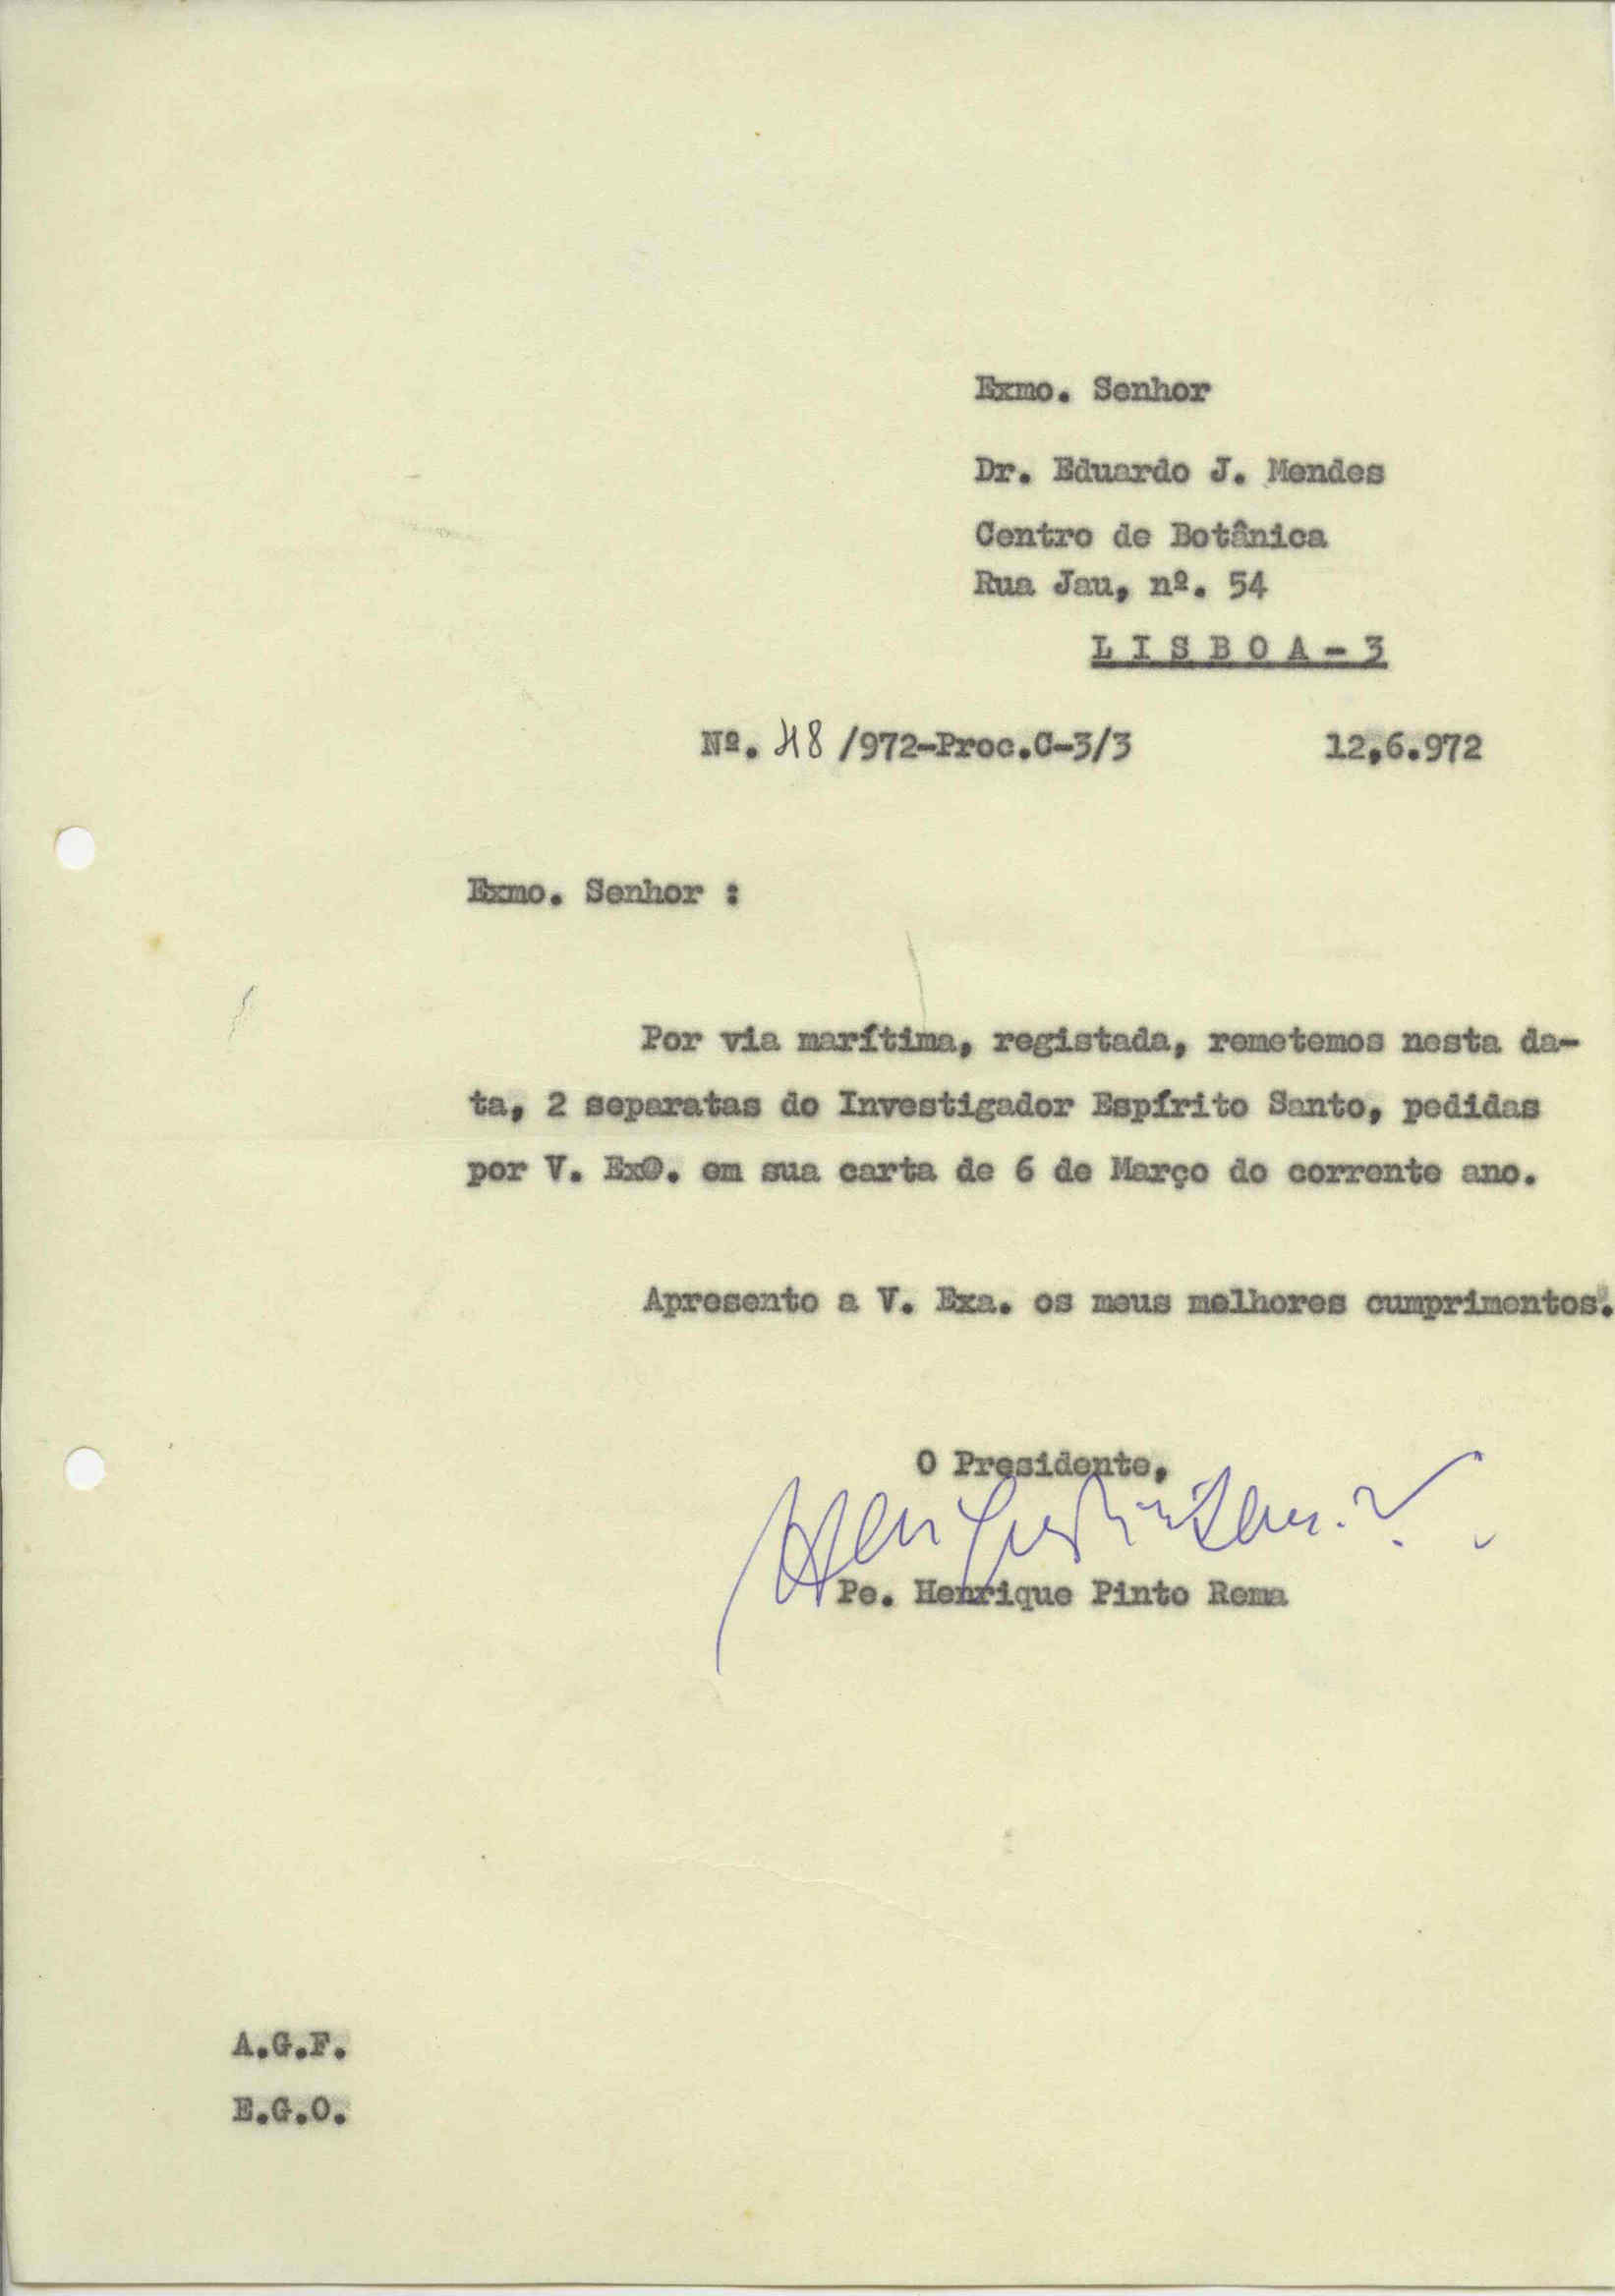 Exmo. Senhor
Dr. Eduardo J. Mendes
Centro de Botânica
Rua Jau, nº. 54
L I S B O A - 3
Nº. 48 /972-Proc.C-3/3 12,6.972
Exmo. Senhor :
Por via marítima, registada, remetemos nesta da-
ta, 2 separatas do Investigador Espírito Santo, pedidas
por V. Ex@. em sua carta de 6 de Março do corrente ano.
Apresento a V. Exa. os meus melhores cumprimentos.
O Presidente,
Pe. Henrique Pinto Rema
A.G.F.
E.G.O.